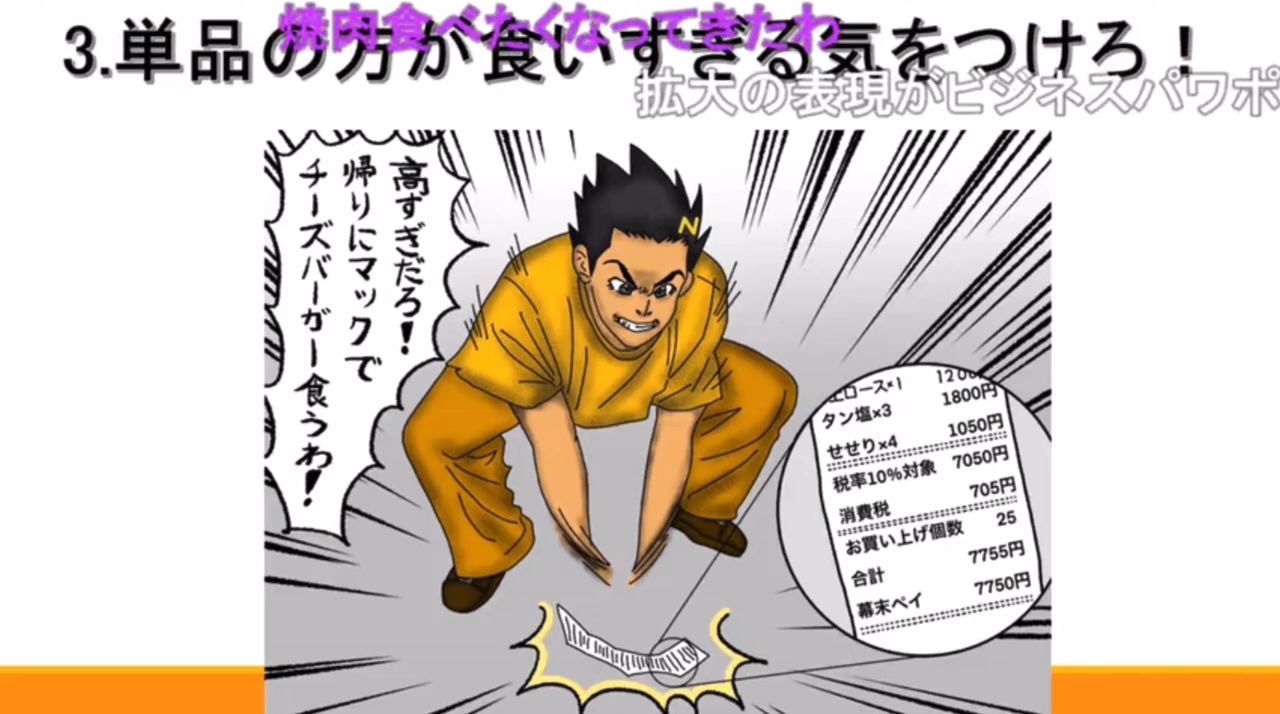 焼肉食べたくなってきたわ
3.単品の方が食いすぎる気をつけろ！
拡大の表現がビジネスパワポ
高すぎだろ！
帰りにマックで
チーズバーガー食うわ！
N
上ロース×1 1200
タン塩×3 1800円
せせり×4 1050円
税率10%対象 7050円
消費税 705円
お買い上げ個数 25
合計 7755円
幕末ペイ 7750円